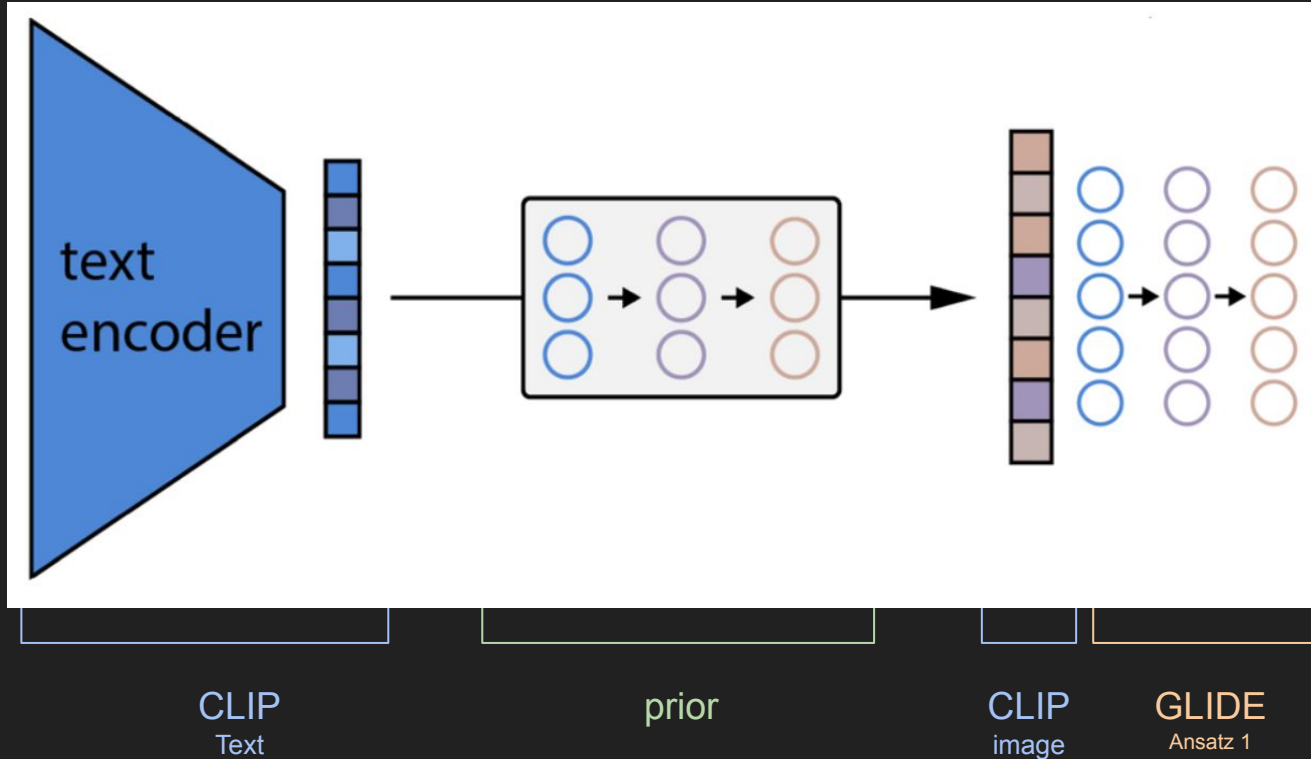 text
encoder
CLIP
Text
prior
CLIP
image
GLIDE
Ansatz 1